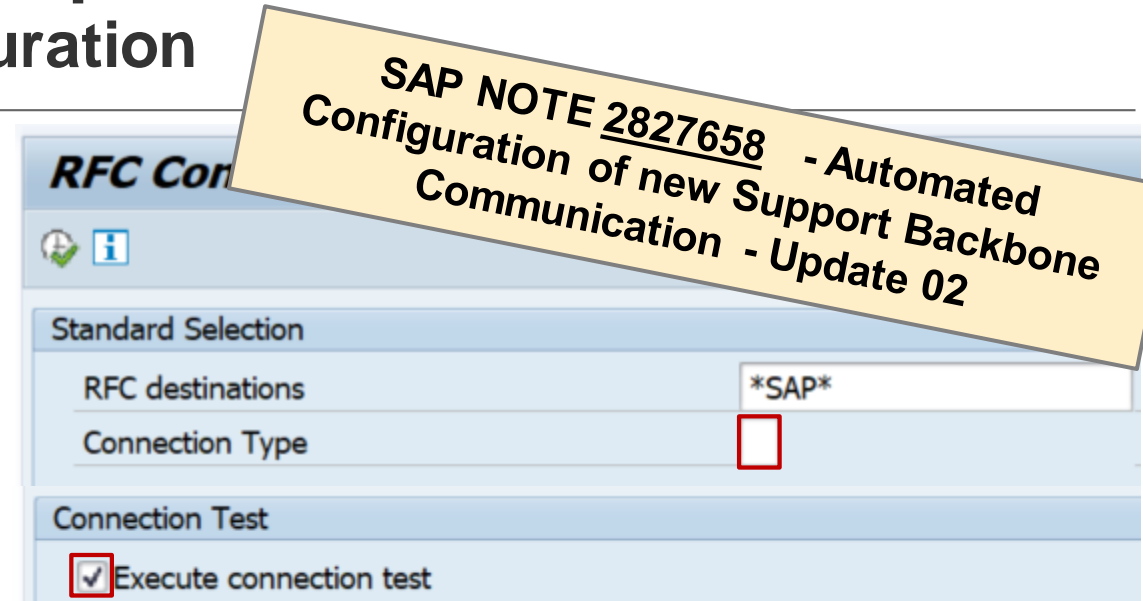 uration
SAP NOTE 2827658 - Automated
Configuration of new Support Backbone
Communication - Update 02
RFC
Standard Selection
RFC destinations *SAP*
Connection Type
Connection Test
Execute connection test